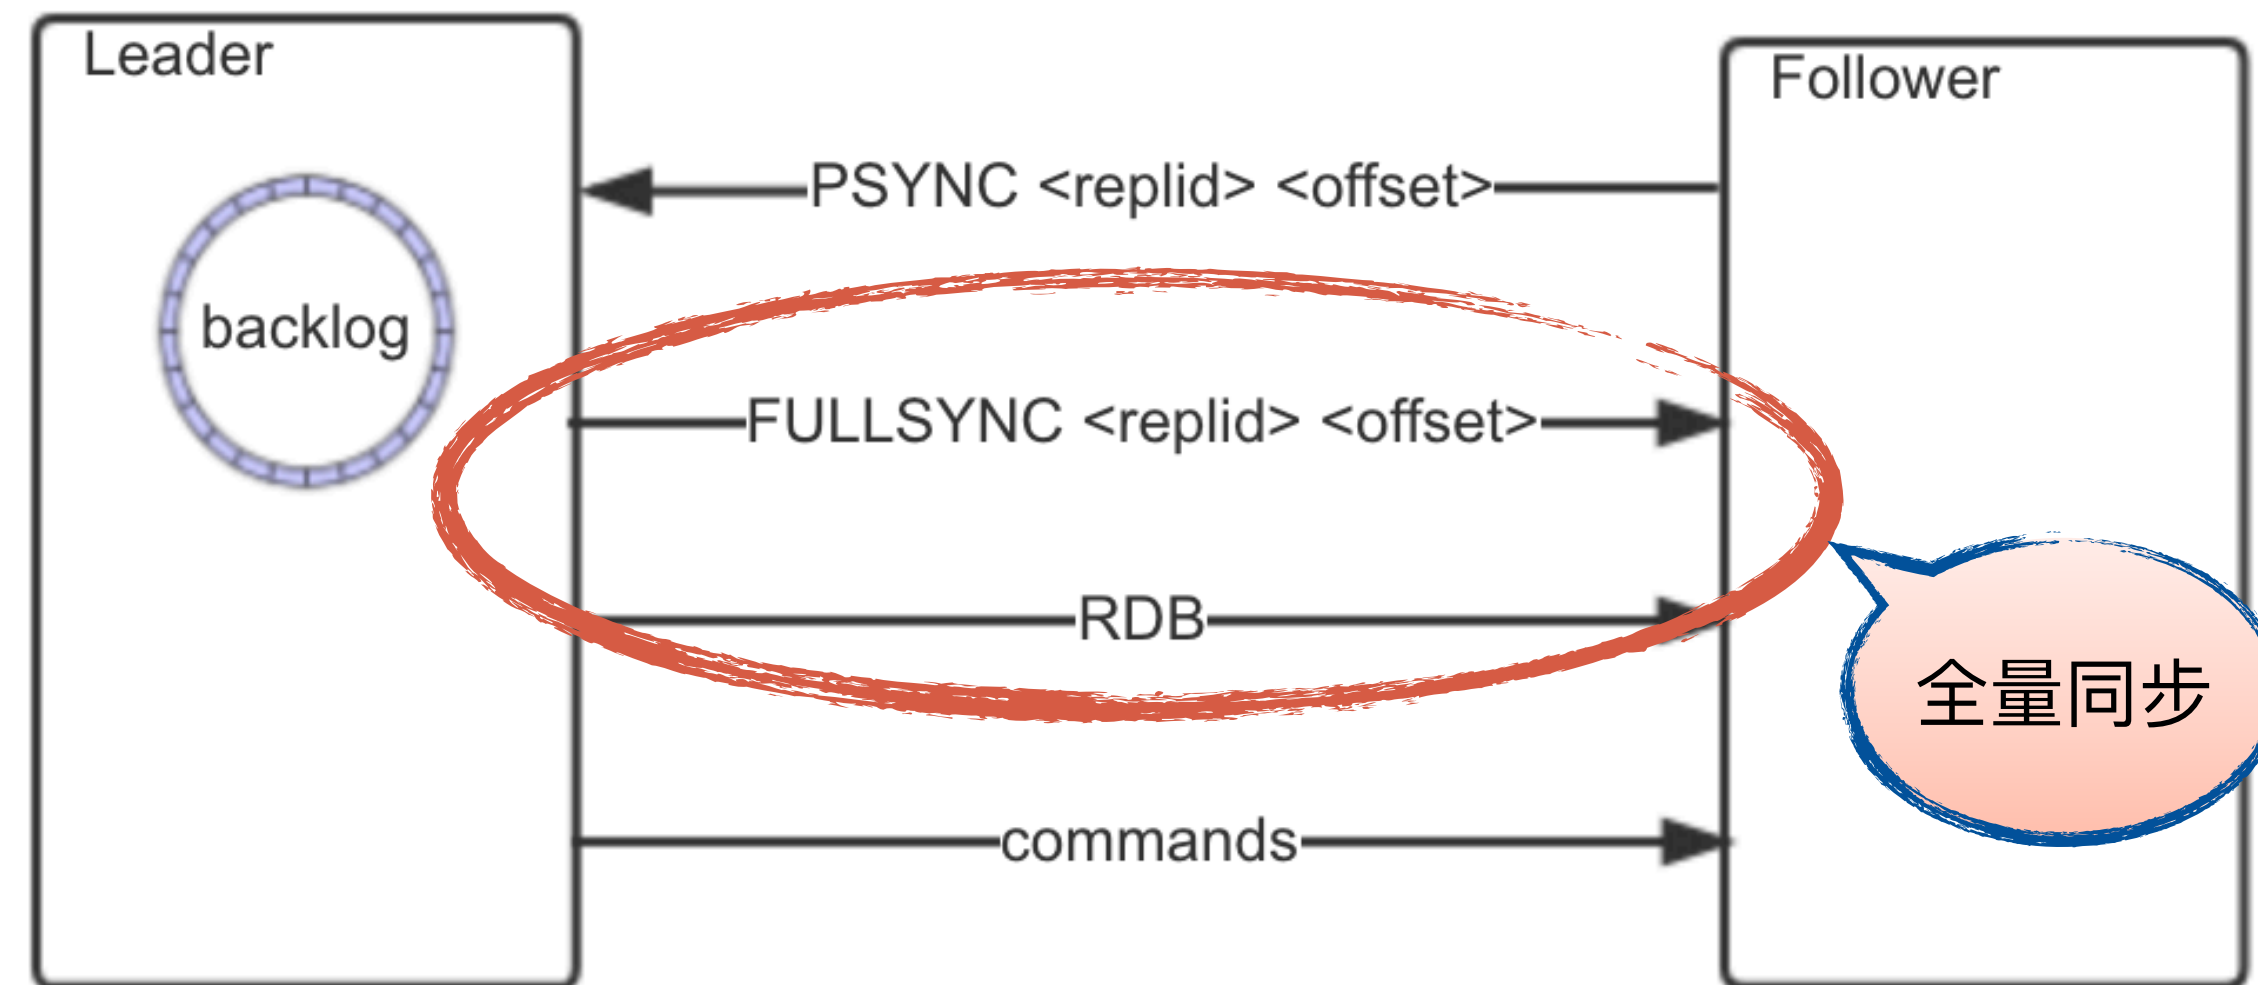 Leader
Follower
PSYNC <replid> <offset>
backlog
FULLSYNC <replid> <offset>
RDB
全量同步
commands